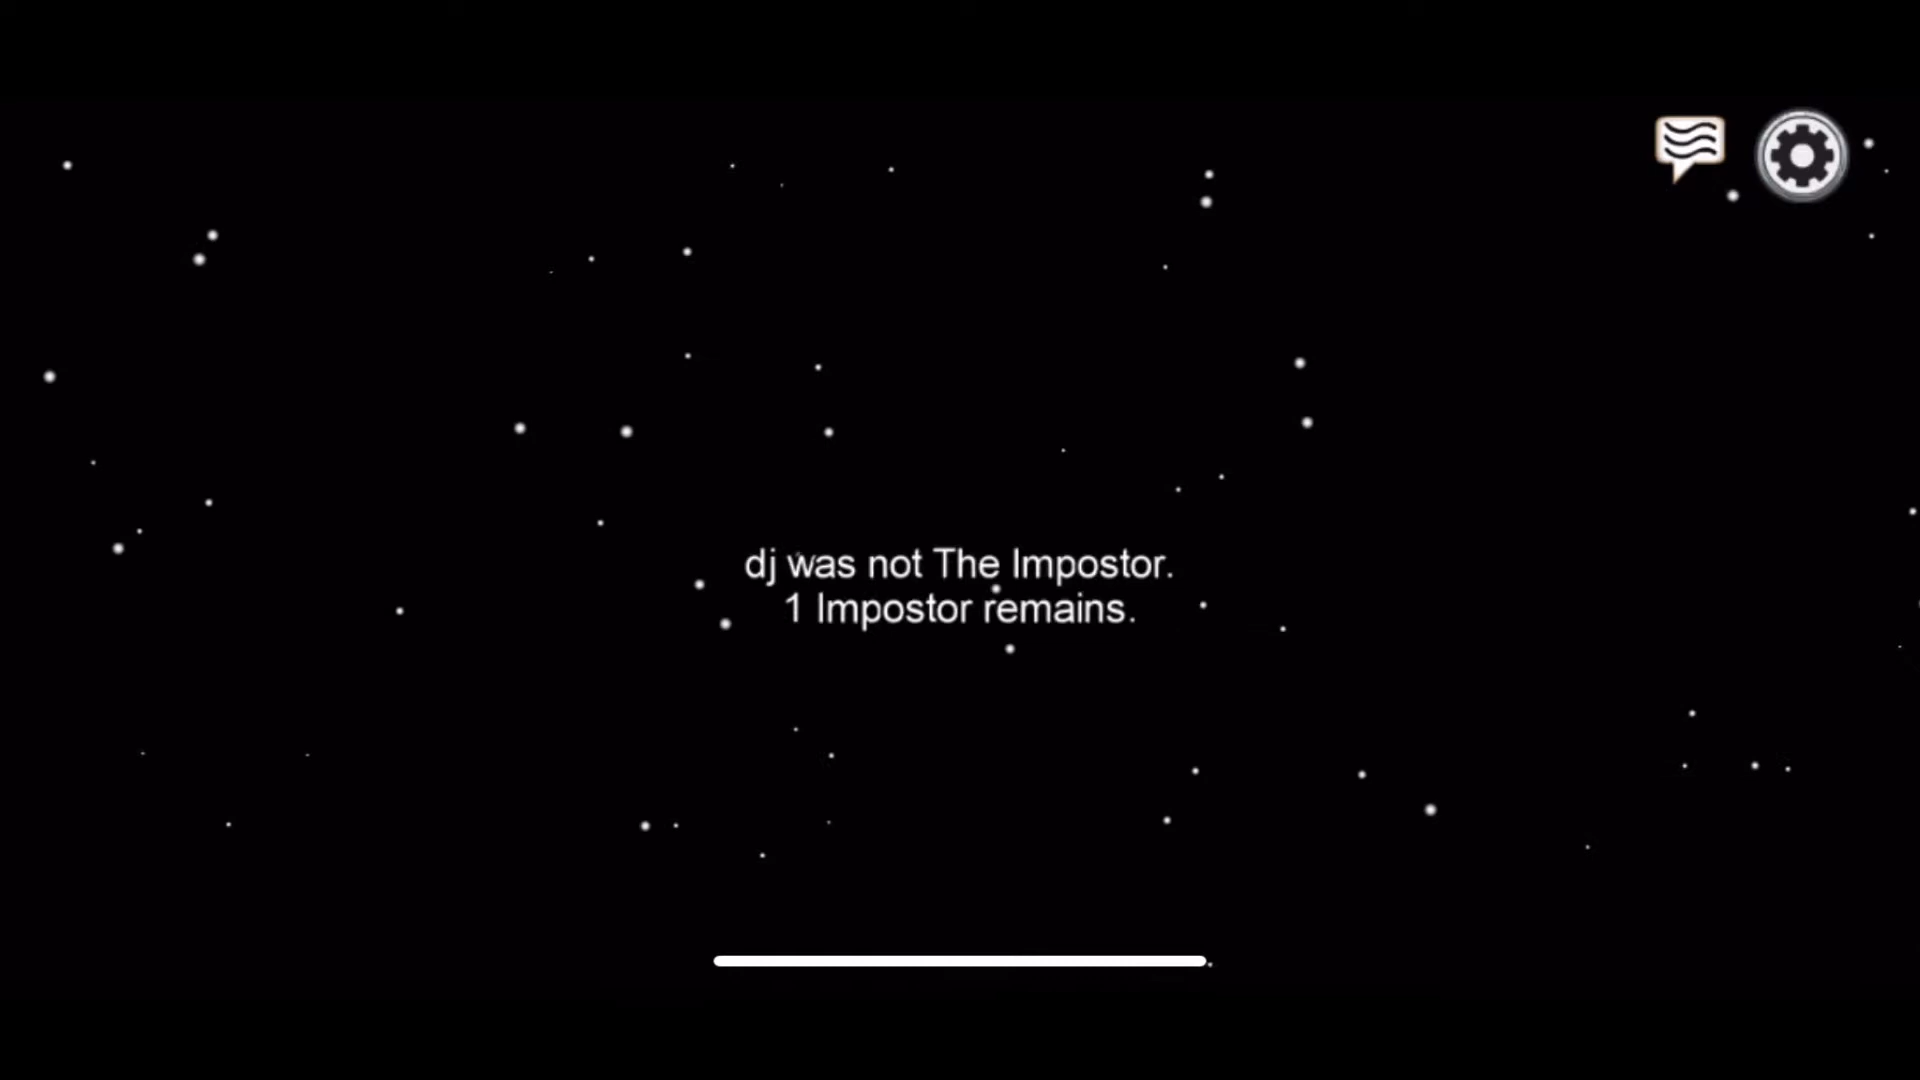 dj was not The Impostor.
1 Impostor remains.